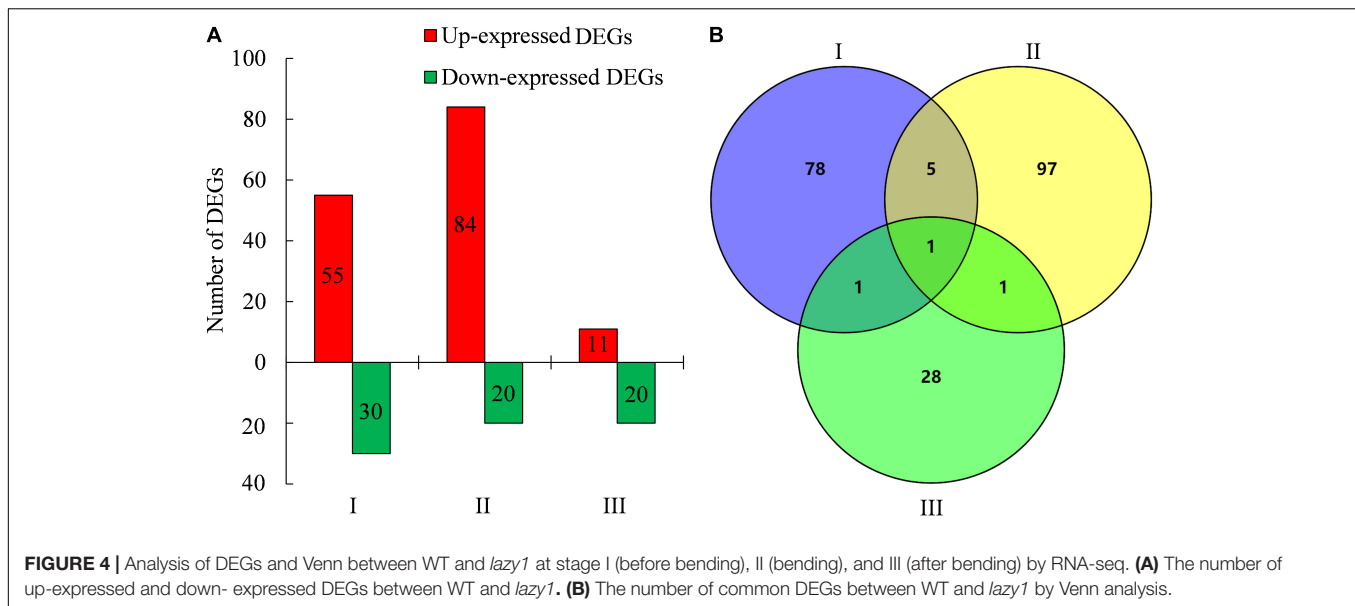 A
Up-expressed DEGs
Down-expressed DEGs
Number of DEGs
100
80
60
40
20
0
20
40
55
30
84
20
11
20
I
II
III
B
I
II
78
5
97
1
1
1
28
III
FIGURE 4 | Analysis of DEGs and Venn between WT and lazy1 at stage I (before bending), II (bending), and III (after bending) by RNA-seq. (A) The number of
up-expressed and down- expressed DEGs between WT and lazy1. (B) The number of common DEGs between WT and lazy1 by Venn analysis.